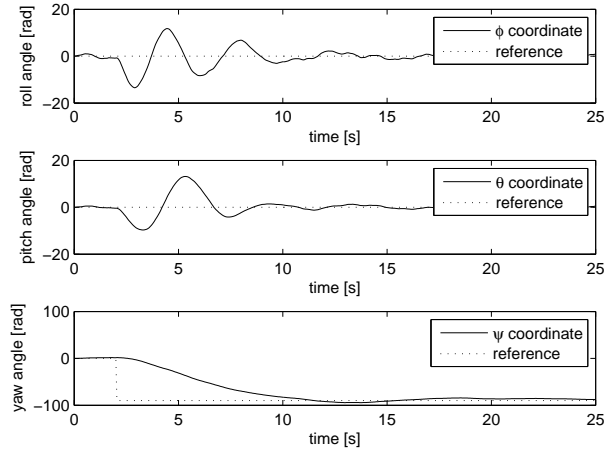 20
0
−20
roll angle [rad]
0 5 10 15 20 25
time [s]
ϕ coordinate
reference
20
0
−20
pitch angle [rad]
0 5 10 15 20 25
time [s]
θ coordinate
reference
100
0
−100
yaw angle [rad]
0 5 10 15 20 25
time [s]
ψ coordinate
reference